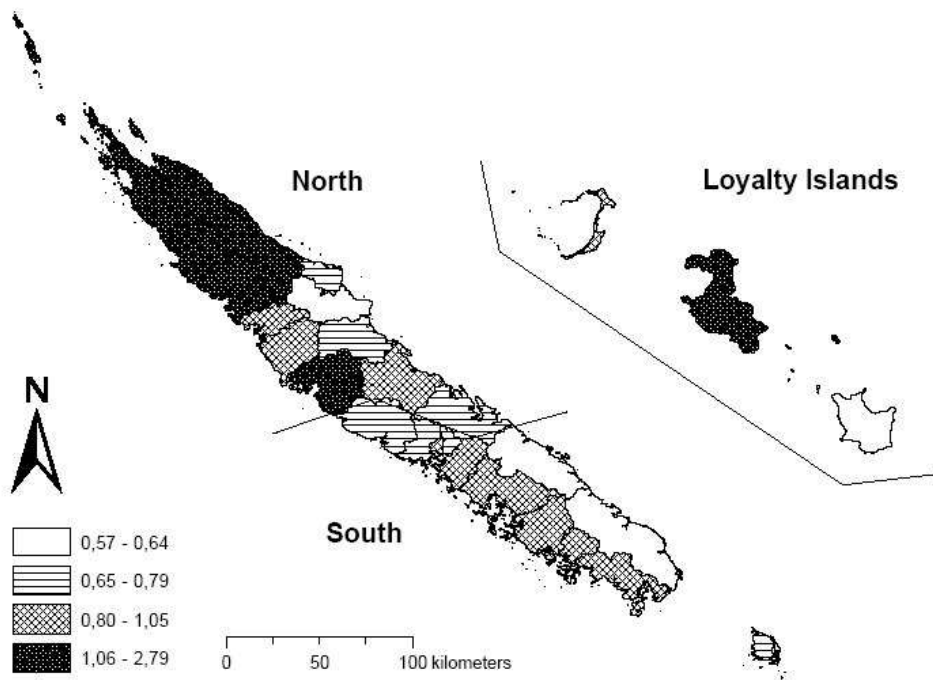 North
Loyalty Islands
N
South
0,57 - 0,64
0,65 - 0,79
0,80 - 1,05
1,06 - 2,79
0 50 100 kilometers